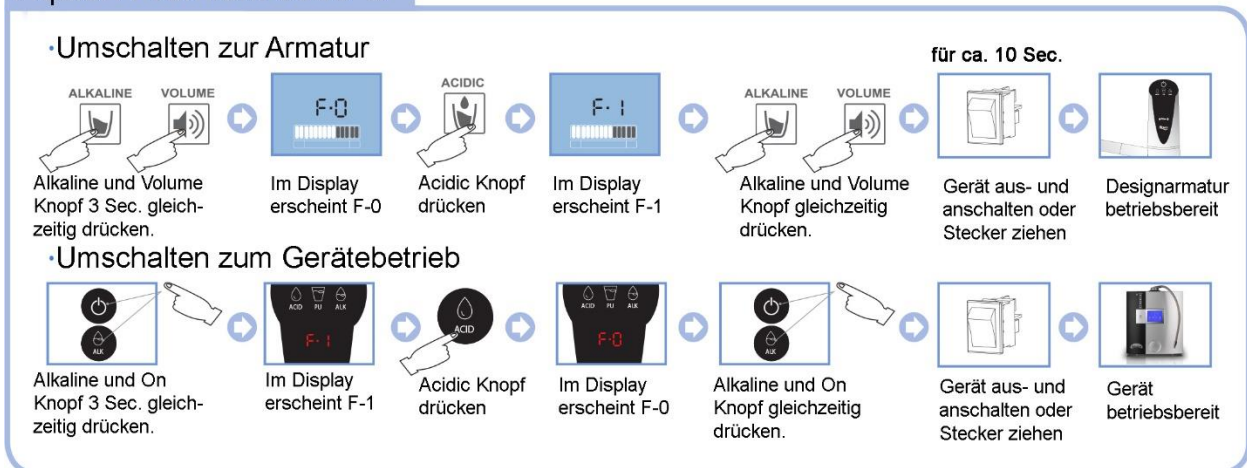 ·Umschalten zur Armatur
für ca. 10 Sec.
ALKALINE
VOLUME
F·0
ACIDIC
F·1
ALKALINE
VOLUME
Alkaline und Volume
Knopf 3 Sec. gleich-
zeitig drücken.
Im Display
erscheint F-0
Acidic Knopf
drücken
Im Display
erscheint F-1
Alkaline und Volume
Knopf gleichzeitig
drücken.
Gerät aus- und
anschalten oder
Stecker ziehen
Designarmatur
betriebsbereit
·Umschalten zum Gerätebetrieb
ALK
ACID PU ALK
F·1
ACID
ACID PU ALK
F·0
ALK
Alkaline und On
Knopf 3 Sec. gleich-
zeitig drücken.
Im Display
erscheint F-1
Acidic Knopf
drücken
Im Display
erscheint F-0
Alkaline und On
Knopf gleichzeitig
drücken.
Gerät aus- und
anschalten oder
Stecker ziehen
Gerät
betriebsbereit